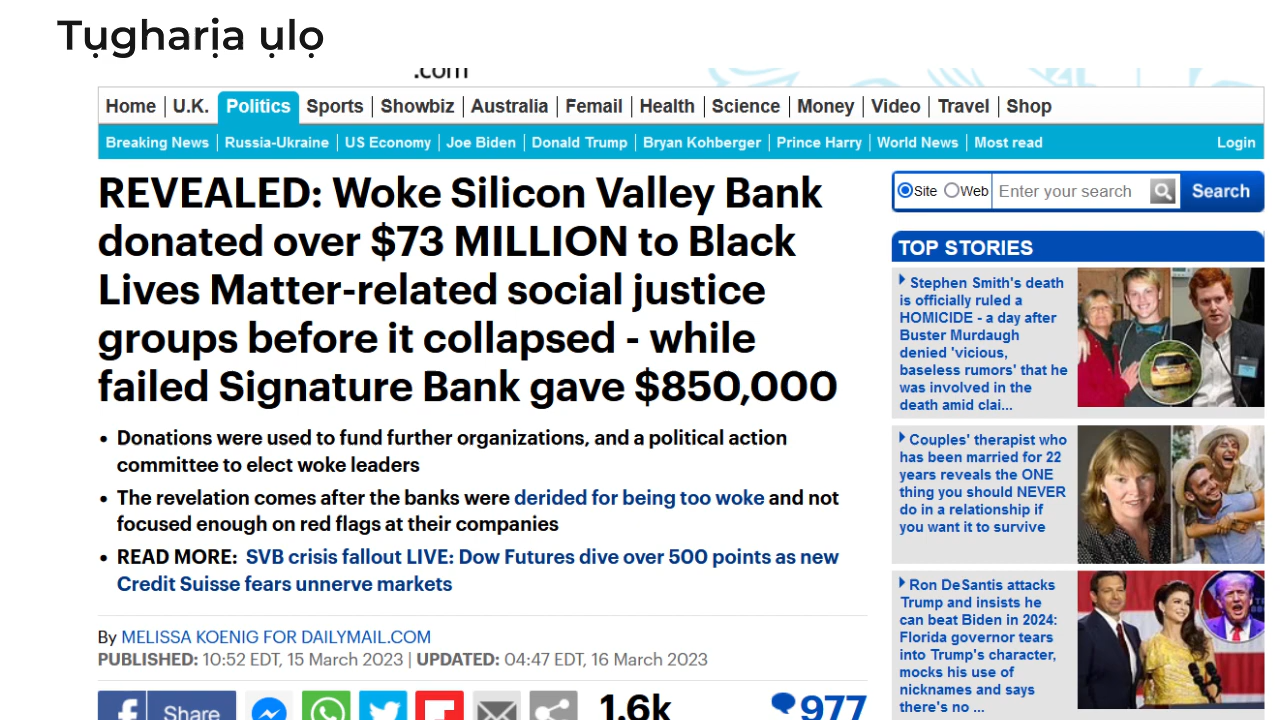 Tụgharịa ụlọ
.com
Home U.K. Politics Sports Showbiz Australia Femail Health Science Money Video Travel Shop
Breaking News Russia-Ukraine US Economy Joe Biden Donald Trump Bryan Kohberger Prince Harry World News Most read Login
REVEALED: Woke Silicon Valley Bank
donated over $73 MILLION to Black
Lives Matter-related social justice
groups before it collapsed - while
failed Signature Bank gave $850,000
• Donations were used to fund further organizations, and a political action
committee to elect woke leaders
• The revelation comes after the banks were derided for being too woke and not
focused enough on red flags at their companies
• READ MORE: SVB crisis fallout LIVE: Dow Futures dive over 500 points as new
Credit Suisse fears unnerve markets
By MELISSA KOENIG FOR DAILYMAIL.COM
PUBLISHED: 10:52 EDT, 15 March 2023 | UPDATED: 04:47 EDT, 16 March 2023
Share
1.6k
977
Site Web Enter your search Search
TOP STORIES
Stephen Smith's death
is officially ruled a
HOMICIDE - a day after
Buster Murdaugh
denied 'vicious,
baseless rumors' that he
was involved in the
death amid clai...
Couples' therapist who
has been married for 22
years reveals the ONE
thing you should NEVER
do in a relationship if
you want it to survive
Ron DeSantis attacks
Trump and insists he
can beat Biden in 2024:
Florida governor tears
into Trump's character,
mocks his use of
nicknames and says
there's no ...